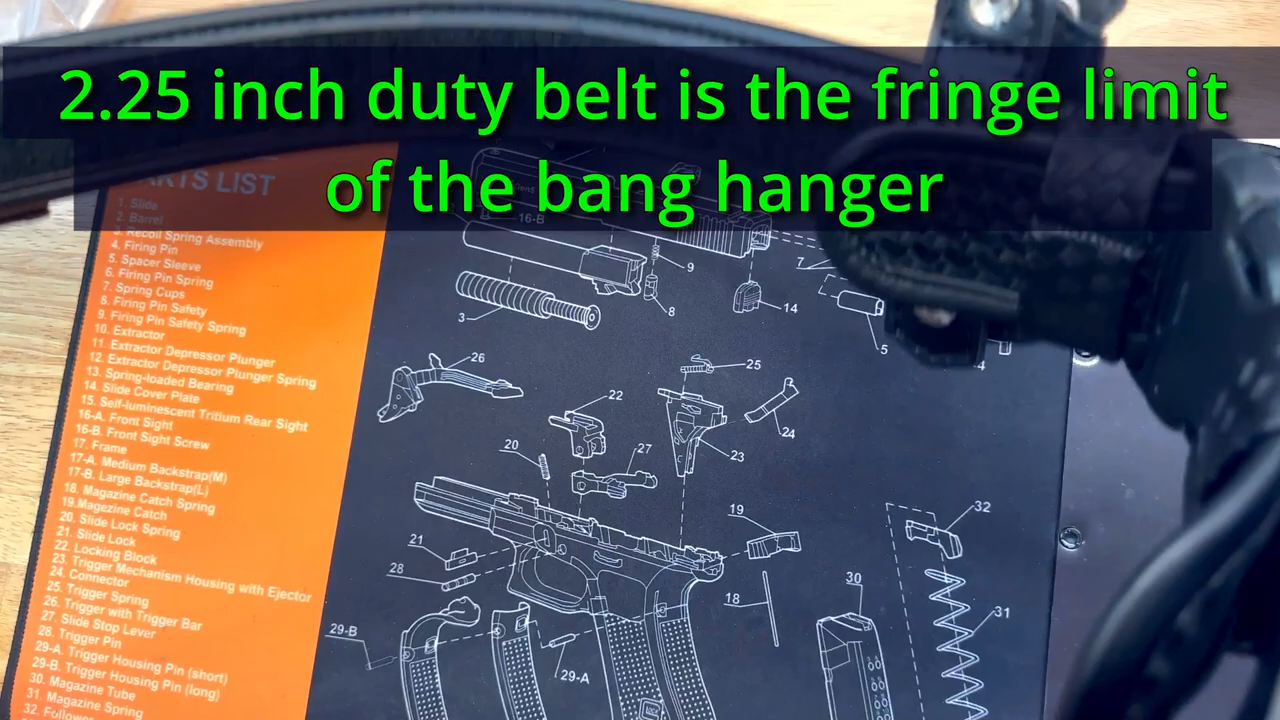 2.25 inch duty belt is the fringe limit
of the bang hanger
PARTS LIST
1. Slide
2. Barrel
3. Recoil Spring Assembly
4. Firing Pin
5. Spacer Sleeve
6. Firing Pin Spring
7. Spring Cups
8. Firing Pin Safety
9. Firing Pin Safety Spring
10. Extractor
11. Extractor Depressor Plunger
12. Extractor Depressor Plunger Spring
13. Spring-loaded Bearing
14. Slide Cover Plate
15. Self-luminescent Tritium Rear Sight
16-A. Front Sight
16-B. Front Sight Screw
17. Frame
17-A. Medium Backstrap(M)
17-B. Large Backstrap(L)
18. Magazine Catch Spring
19.Magezine Catch
20. Slide Lock Spring
21. Slide Lock
22. Locking Block
23. Trigger Mechanism Housing with Ejector
24. Connector
25. Trigger Spring
26. Trigger with Trigger Bar
27. Slide Stop Lever
28. Trigger Pin
29-A. Trigger Housing Pin (short)
29-B. Trigger Housing Pin (long)
30. Magazine Tube
31. Magazine Spring
32. Follower
16-B
9
7
8
14
3
5
26
25
22
24
20
27
23
19
32
21
28
30
18
31
29-B
29-A